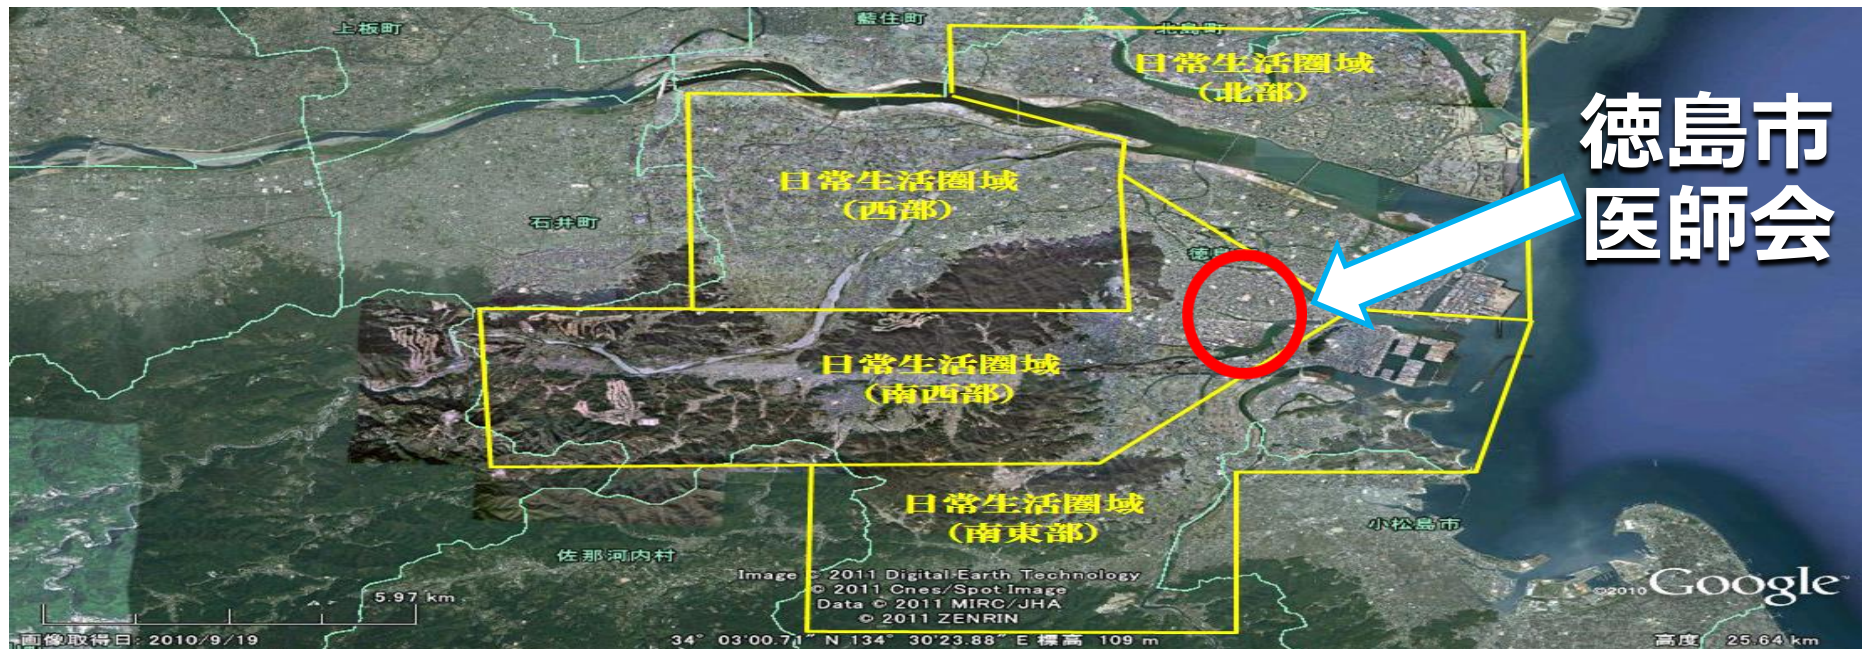 上板町
藍住町
北島町
日常生活圏域
(北部)
徳島市
医師会
日常生活圏域
(西部)
石井町
徳島
日常生活圏域
(南西部)
日常生活圏域
(南東部)
小松島市
佐那河内村
Image © 2011 Digital Earth Technology
© 2011 Cnes/Spot Image
Data © 2011 MIRC/JHA
© 2011 ZENRIN
©2010 Google
5.97 km
画像取得日: 2010/9/19
34° 03'00.71" N 134° 30'23.88" E 標高 109 m
高度 25.64 km